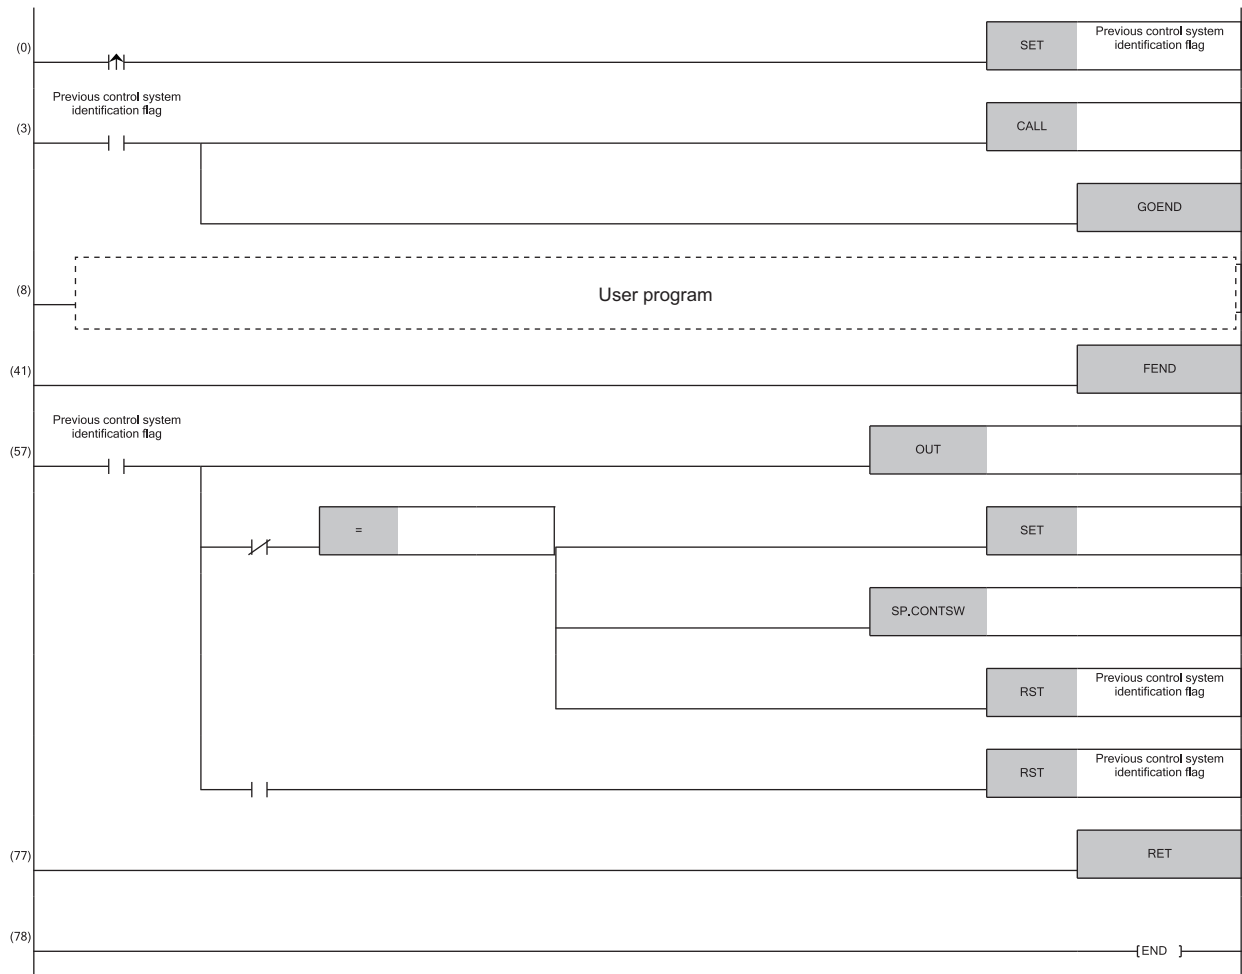 (0)
SET
Previous control system
identification flag
Previous control system
identification flag
(3)
CALL
GOEND
(8)
User program
(41)
FEND
Previous control system
identification flag
(57)
OUT
=
SET
SP.CONTSW
RST
Previous control system
identification flag
RST
Previous control system
identification flag
(77)
RET
(78)
[END ]